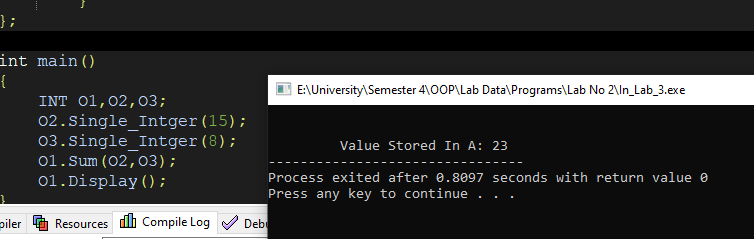 }
};
int main()
{
INT O1,O2,O3;
O2.Single_Intger(15);
O3.Single_Intger(8);
O1.Sum(O2,O3);
O1.Display();
}
E:\University\Semester 4\OOP\Lab Data\Programs\Lab No 2\In_Lab_3.exe
Value Stored In A: 23
--------------------------------
Process exited after 0.8097 seconds with return value 0
Press any key to continue . . .
piler Resources Compile Log Debu